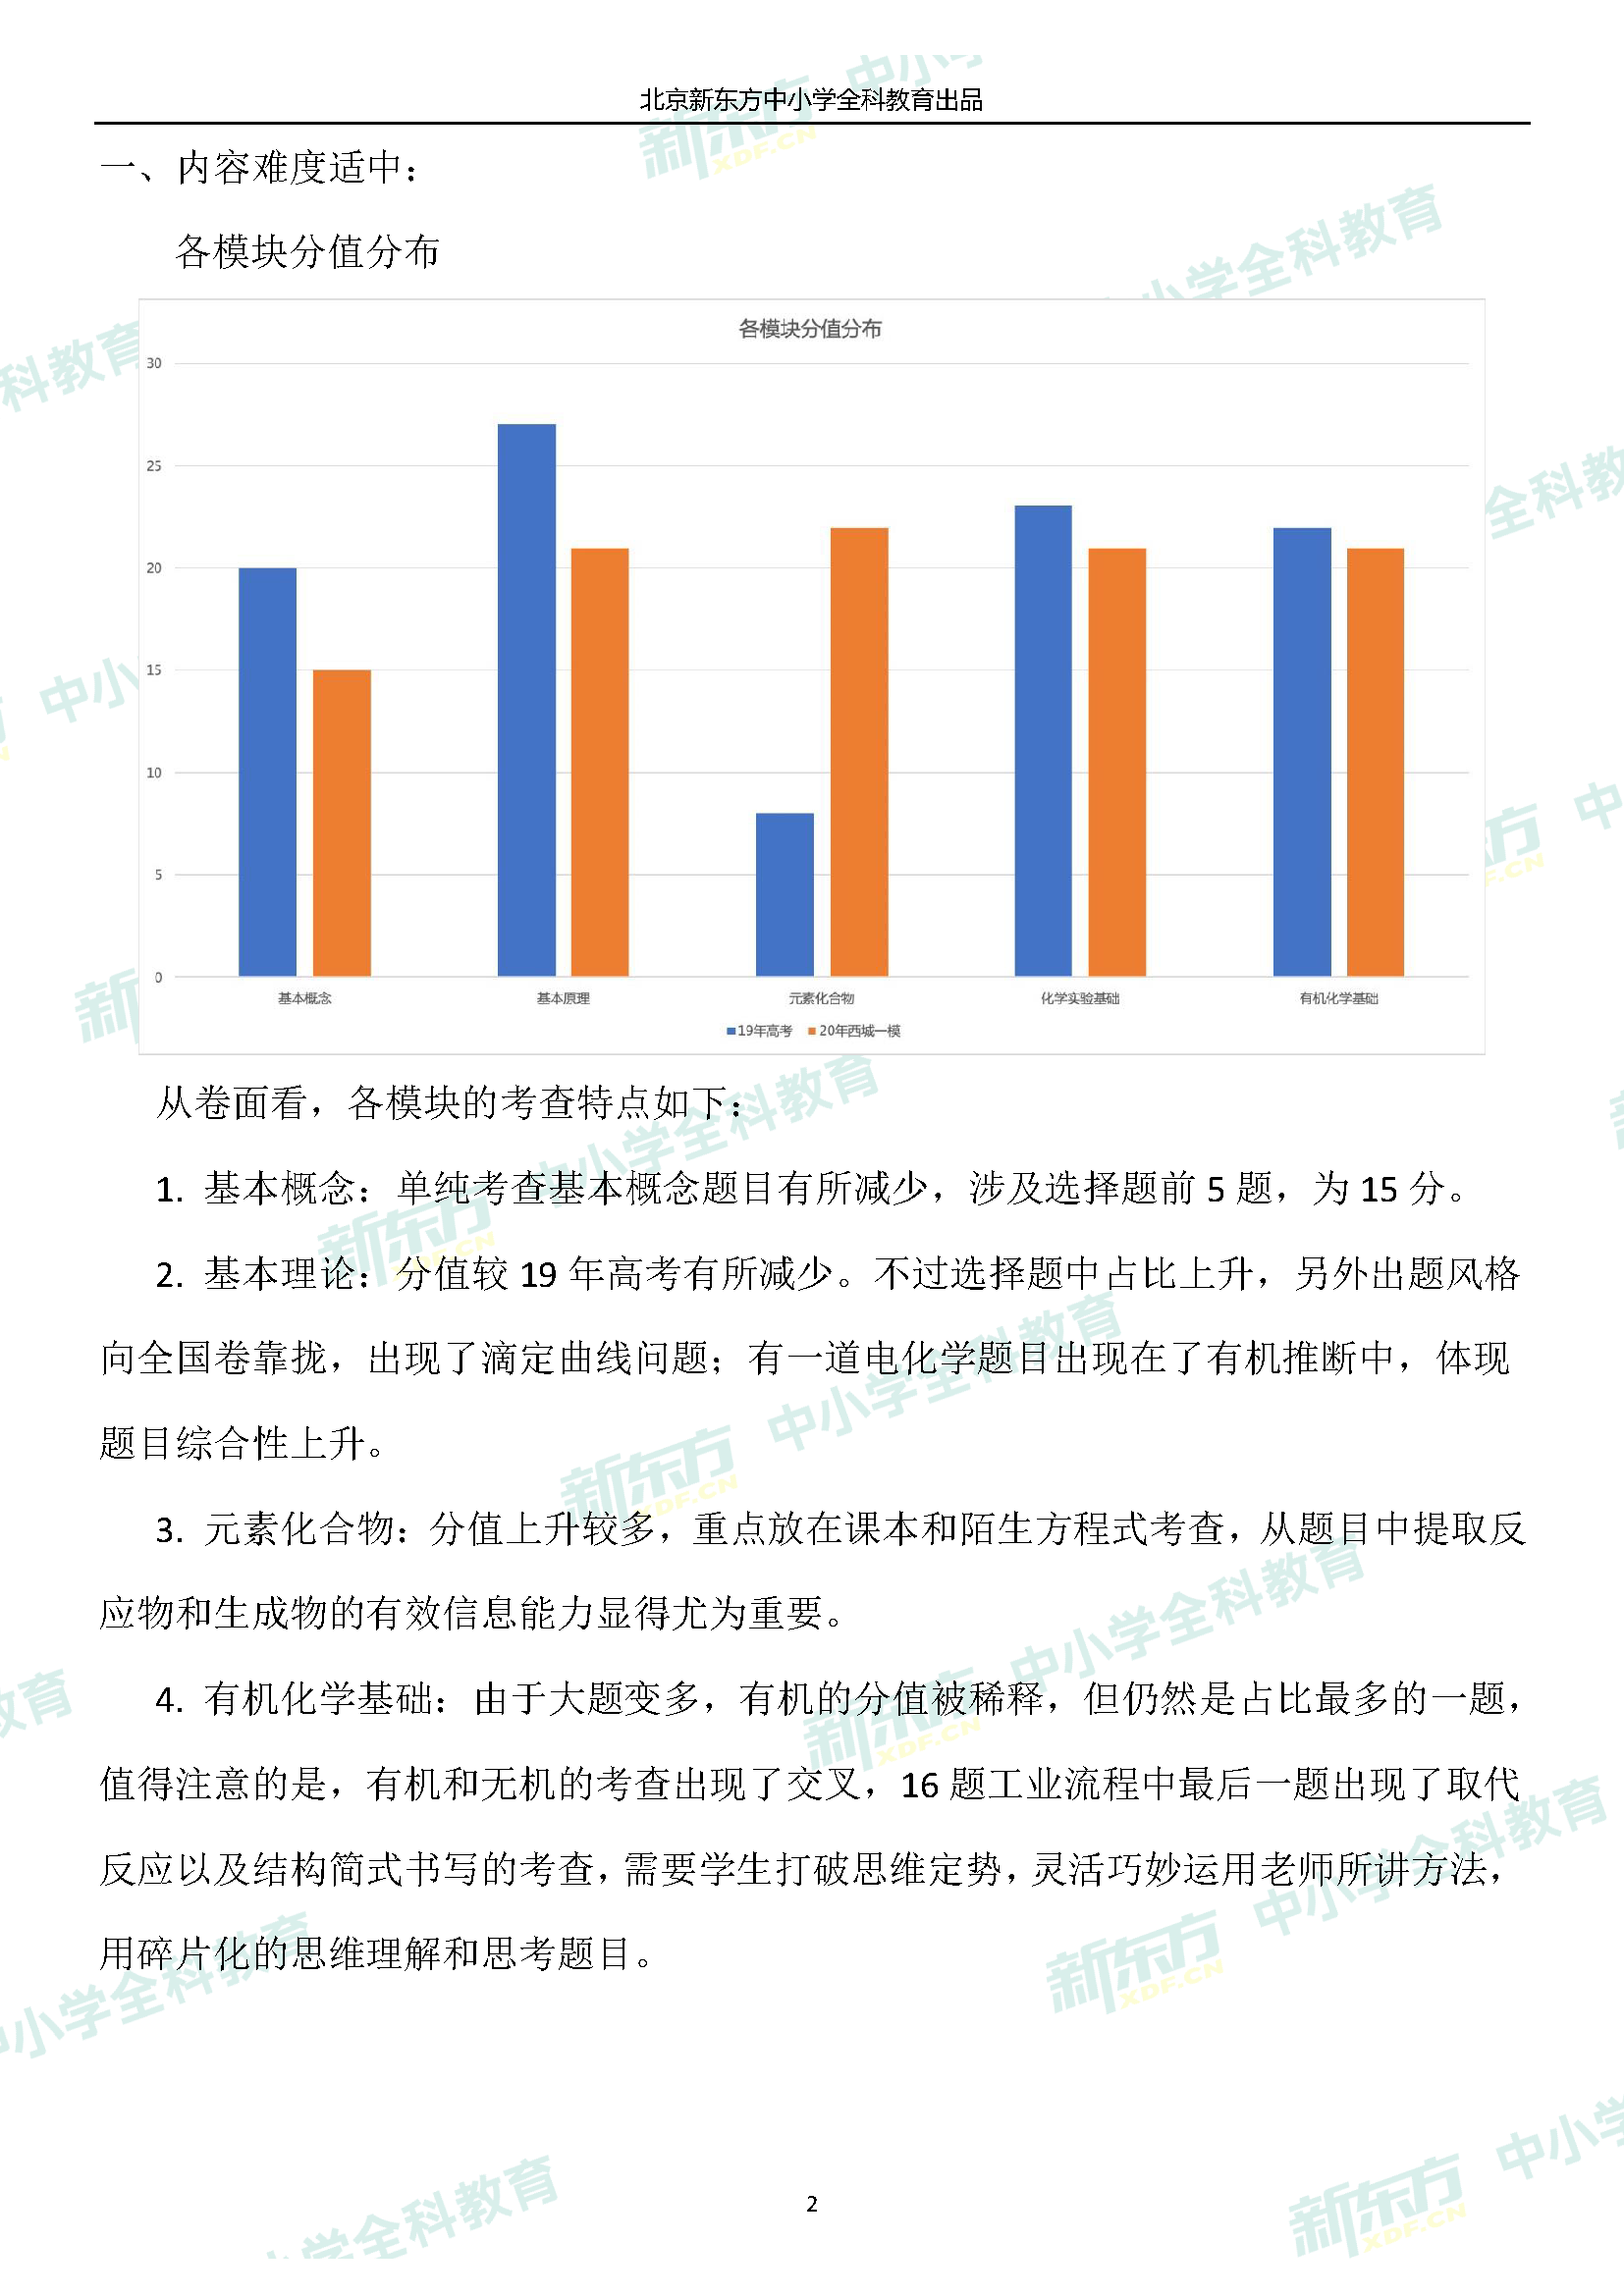 北京新东方中小学全科教育出品
一、内容难度适中：
各模块分值分布
各模块分值分布
30
25
20
15
10
5
0
基本概念 基本原理 元素化合物 化学实验基础 有机化学基础
19年高考 20年西城一模
从卷面看，各模块的考查特点如下：
1. 基本概念：单纯考查基本概念题目有所减少，涉及选择题前 5 题，为 15 分。
2. 基本理论：分值较 19 年高考有所减少。不过选择题中占比上升，另外出题风格
向全国卷靠拢，出现了滴定曲线问题；有一道电化学题目出现在了有机推断中，体现
题目综合性上升。
3. 元素化合物：分值上升较多，重点放在课本和陌生方程式考查，从题目中提取反
应物和生成物的有效信息能力显得尤为重要。
4. 有机化学基础：由于大题变多，有机的分值被稀释，但仍然是占比最多的一题，
值得注意的是，有机和无机的考查出现了交叉，16 题工业流程中最后一题出现了取代
反应以及结构简式书写的考查，需要学生打破思维定势，灵活巧妙运用老师所讲方法，
用碎片化的思维理解和思考题目。
2
新东方 XDF.CN 中小学全科教育